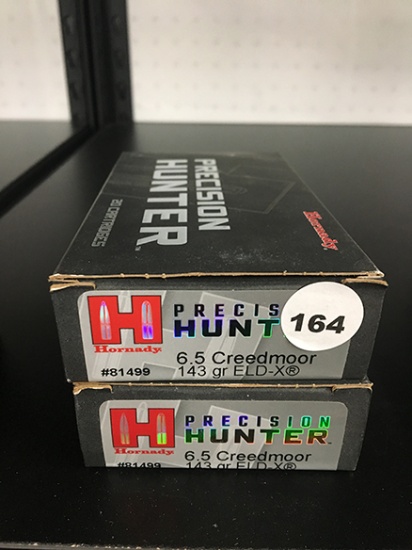 PRECISION
HUNTER
20 CARTRIDGES
Hornady
H
Hornady
PRECIS
HUNT
164
6.5 Creedmoor
#81499
143 gr ELD-X®
H
Hornady
PRECISION
HUNTER
6.5 Creedmoor
#81499
143 gr ELD-X®